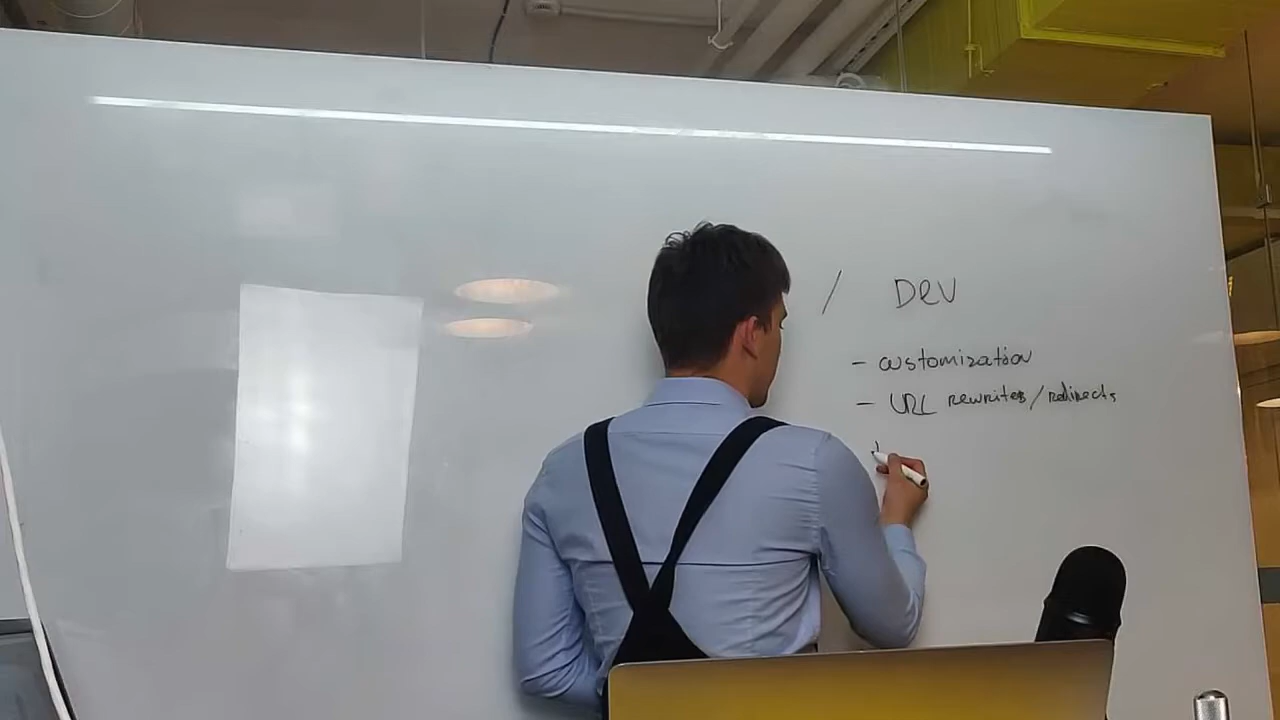 / Dev
- customization
- URL rewrites/redirects